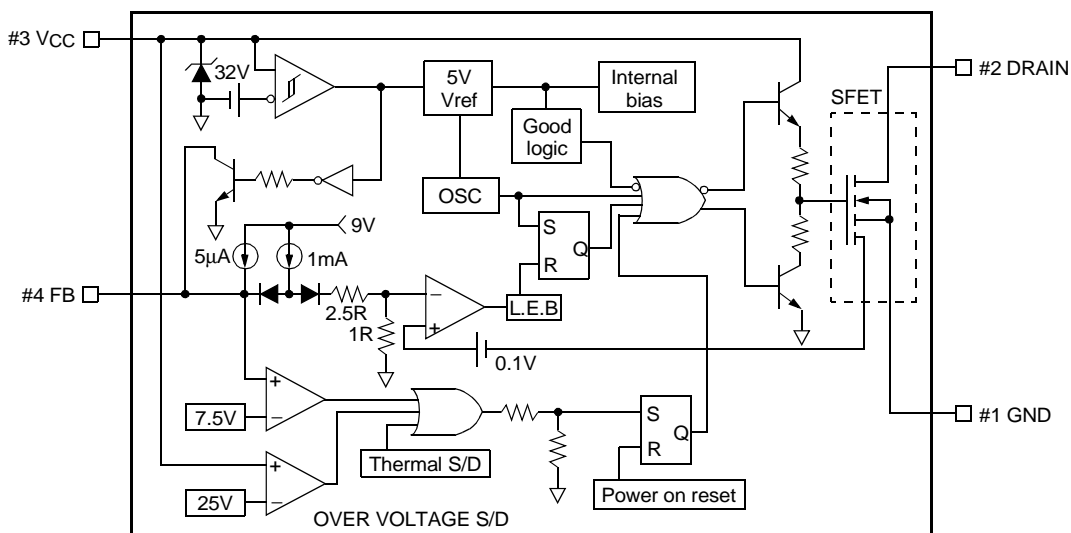 #3 VCC
32V
5V
Vref
Internal
bias
#2 DRAIN
SFET
Good
logic
OSC
9V
5μA
1mA
S
R
Q
#4 FB
2.5R
1R
−
+
L.E.B
0.1V
+
−
7.5V
Thermal S/D
S
R
Q
#1 GND
+
−
25V
Power on reset
OVER VOLTAGE S/D